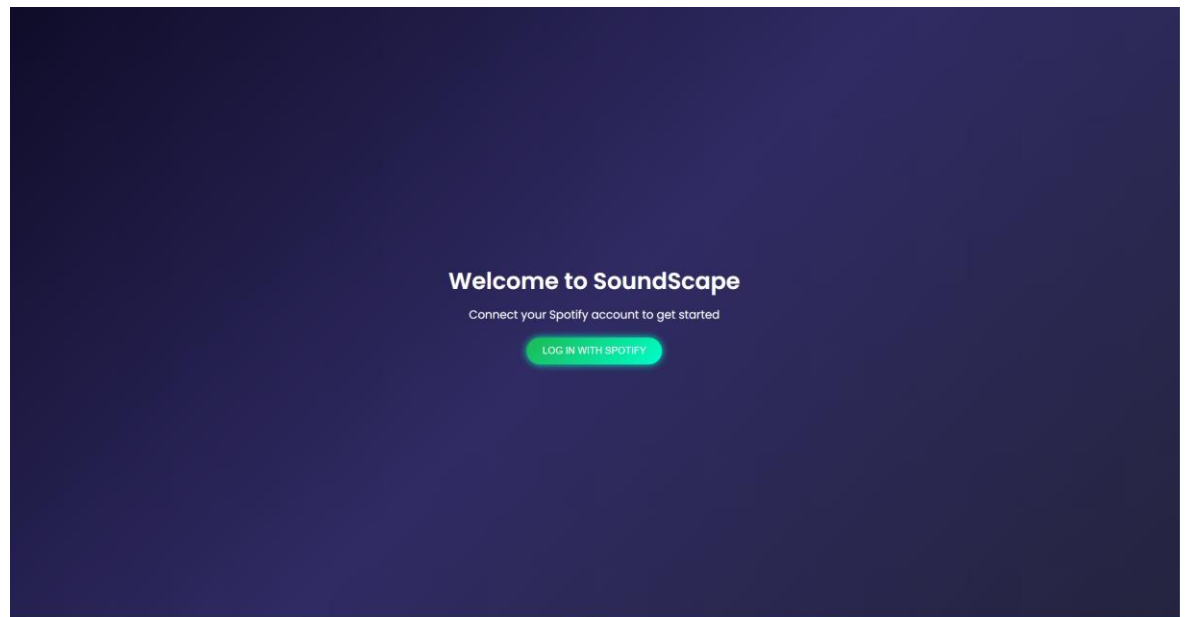 Welcome to SoundScape
Connect your Spotify account to get started
LOG IN WITH SPOTIFY